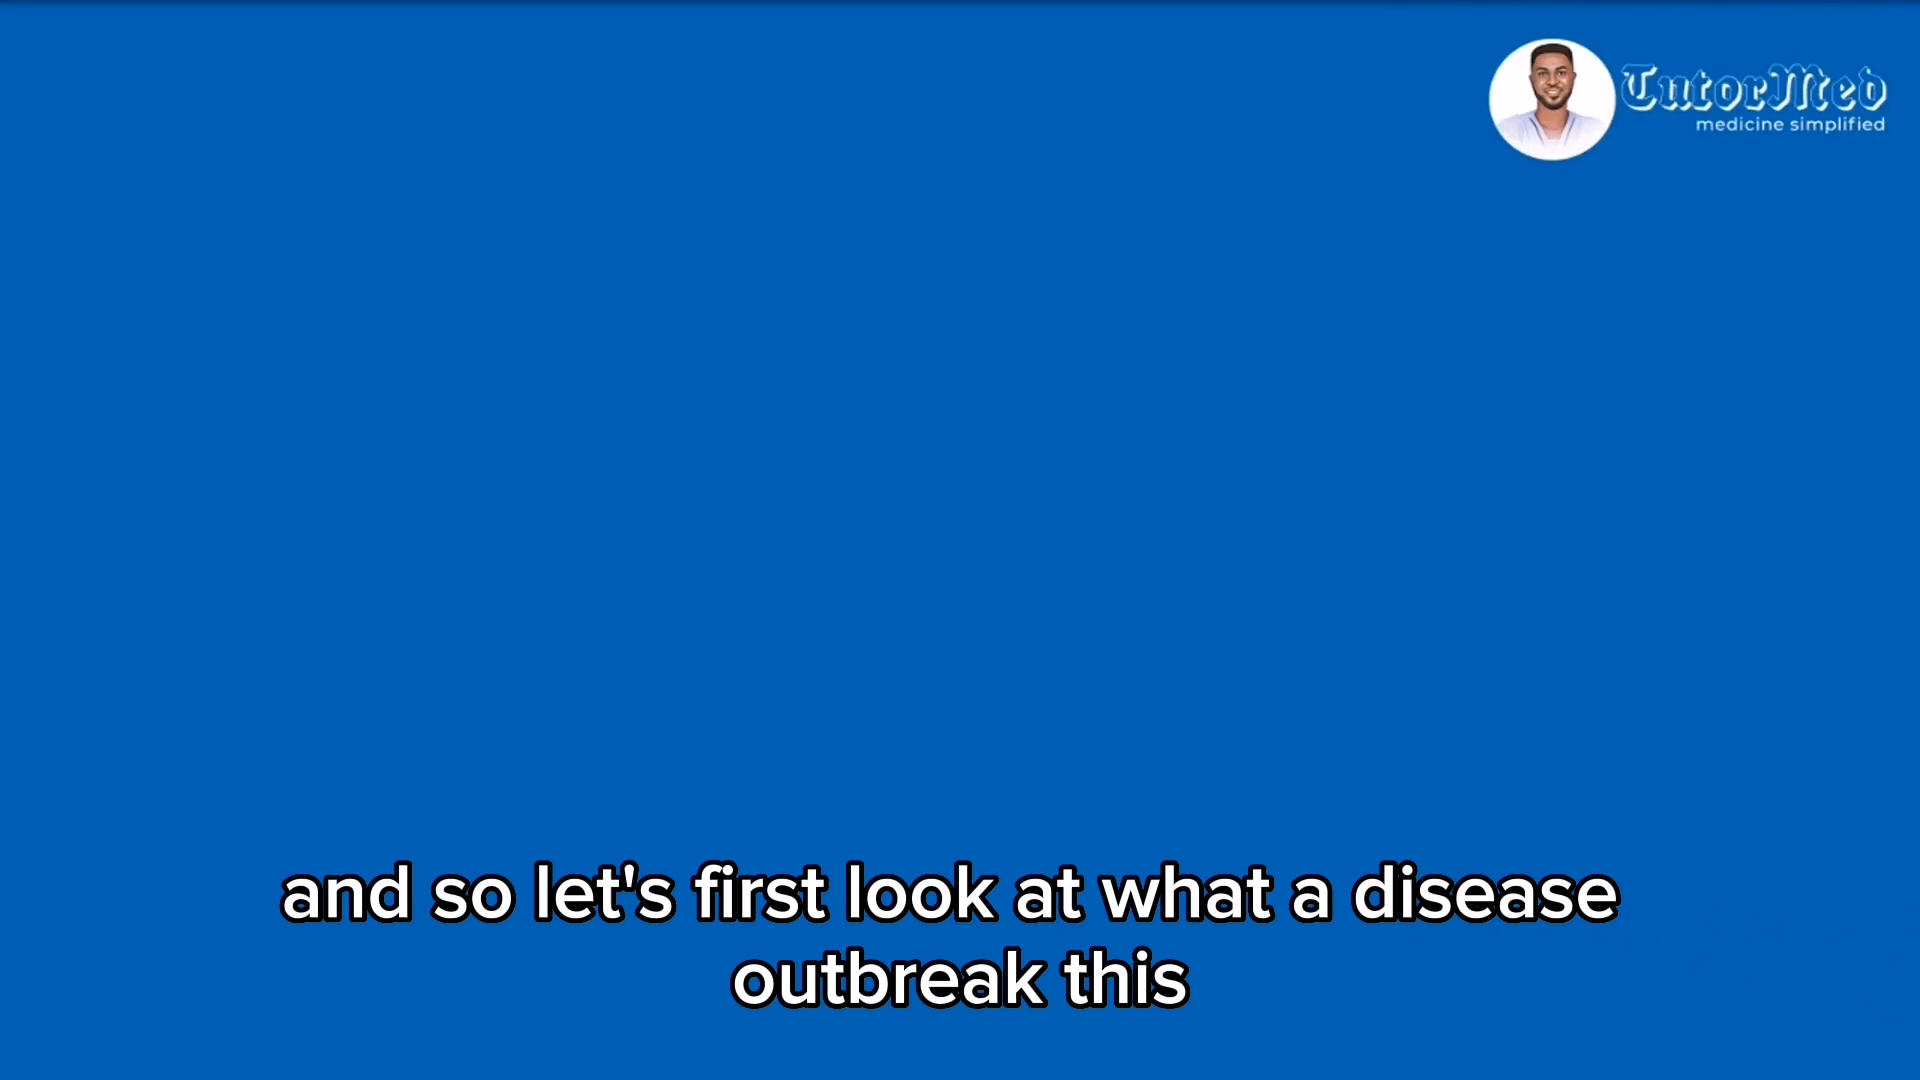 TutorMed
medicine simplified
and so let's first look at what a disease
outbreak this